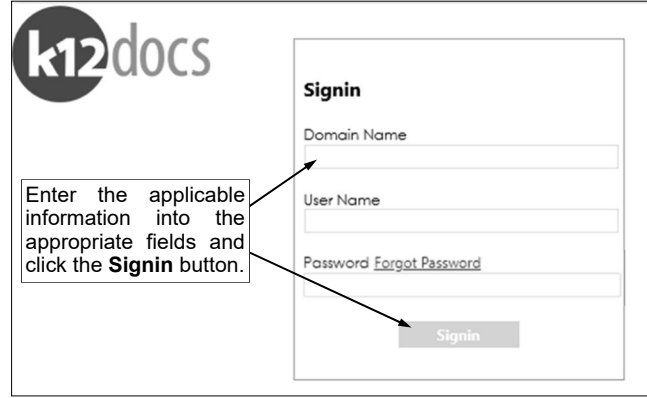 k12docs
Signin
Domain Name
Enter the applicable
information into the
appropriate fields and
click the Signin button.
User Name
Password Forgot Password
Signin